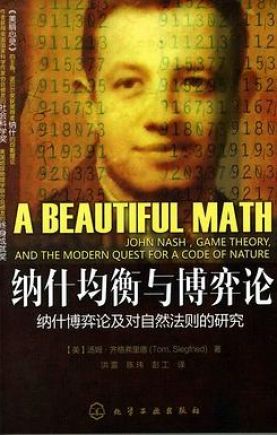 A BEAUTIFUL MATH
JOHN NASH, GAME THEORY,
AND THE MODERN QUEST FOR A CODE OF NATURE
纳什均衡与博弈论
纳什博弈论及对自然法则的研究
[美] 汤姆·齐格弗里德 (Tom, Siegfried) 著
洪雷 陈玮 彭工 译
化学工业出版社